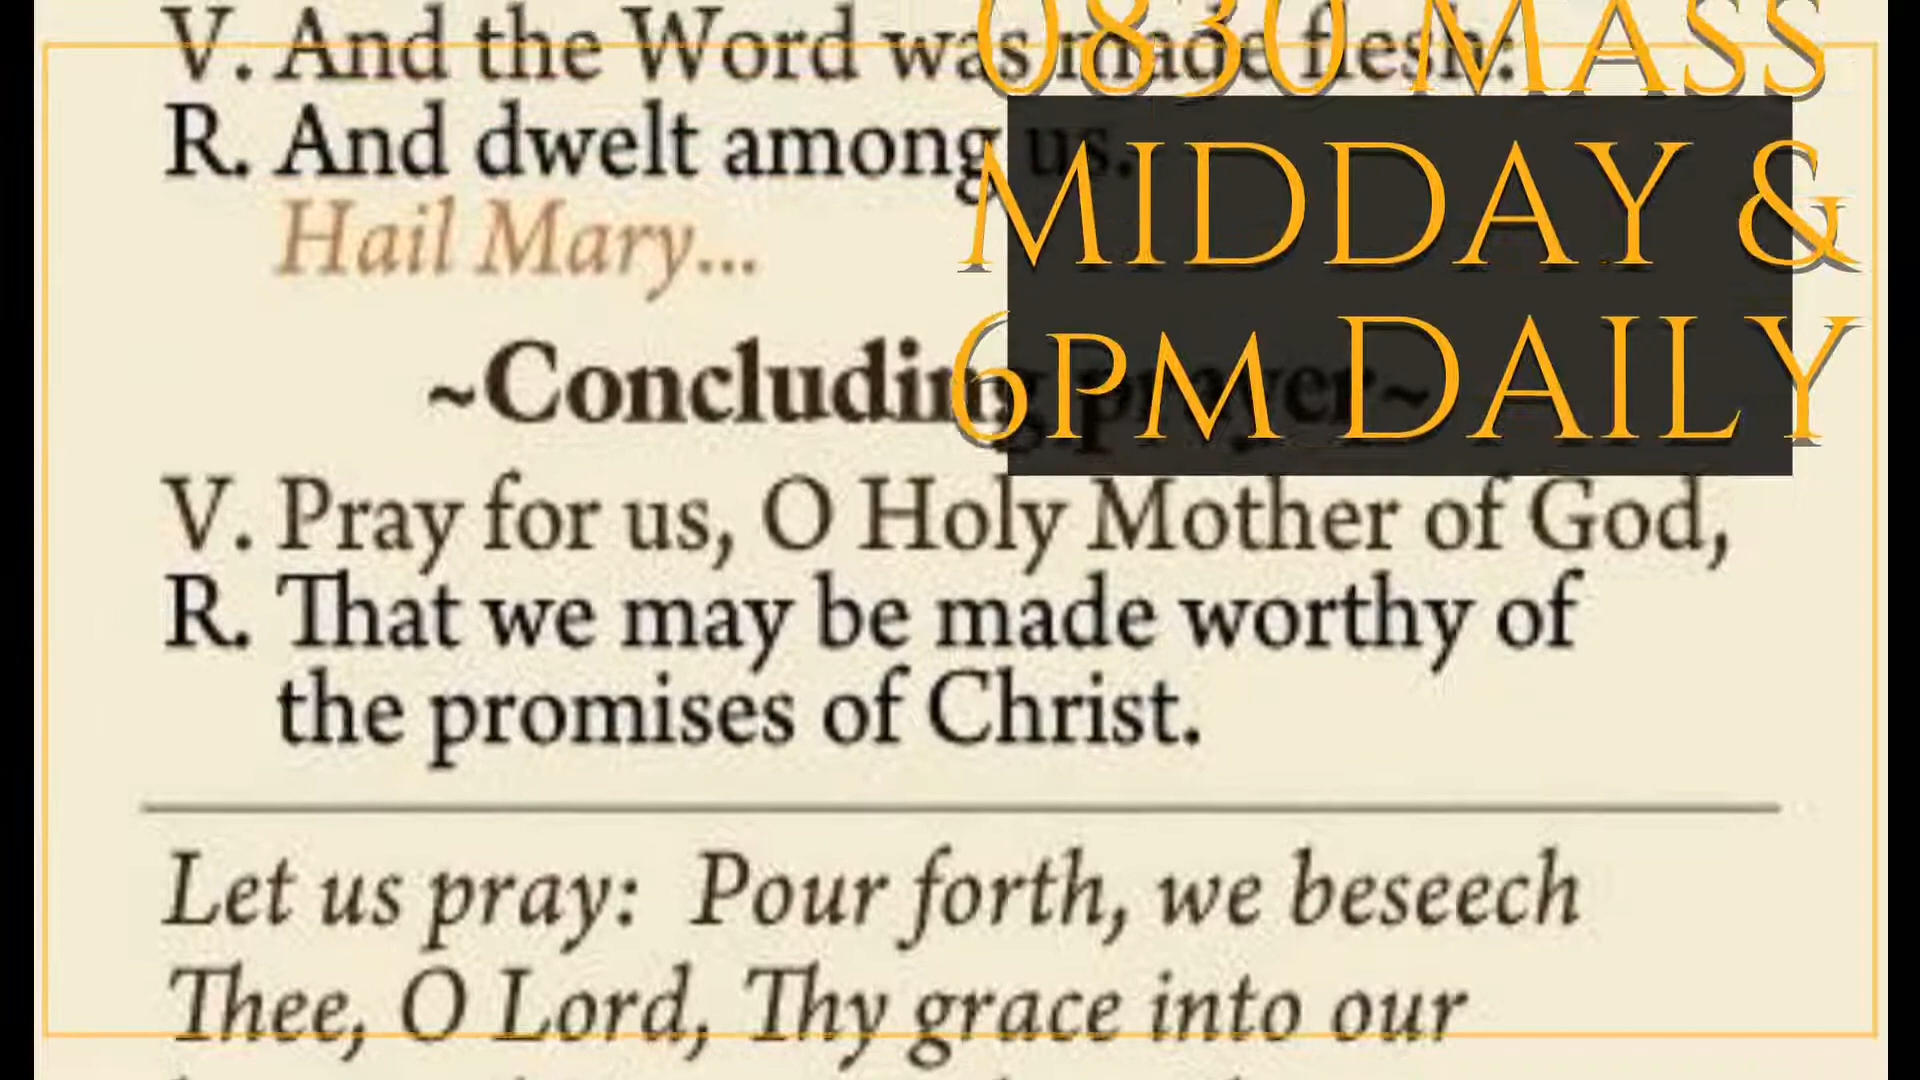 V. And the Word was made flesh:
R. And dwelt among us.
Hail Mary...
~Concluding prayer~
V. Pray for us, O Holy Mother of God,
R. That we may be made worthy of
the promises of Christ.
Let us pray: Pour forth, we beseech
Thee, O Lord, Thy grace into our
0830 MASS
MIDDAY &
6PM DAILY